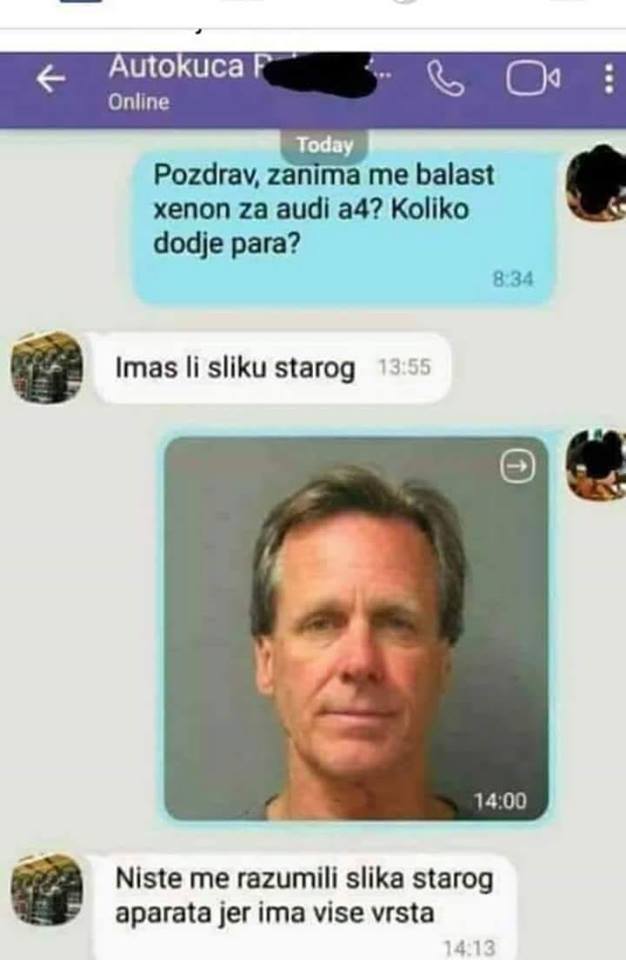 Autokuca
Online
Today
Pozdrav, zanima me balast
xenon za audi a4? Koliko
dodje para?
8:34
Imas li sliku starog 13:55
14:00
Niste me razumili slika starog
aparata jer ima vise vrsta
14:13